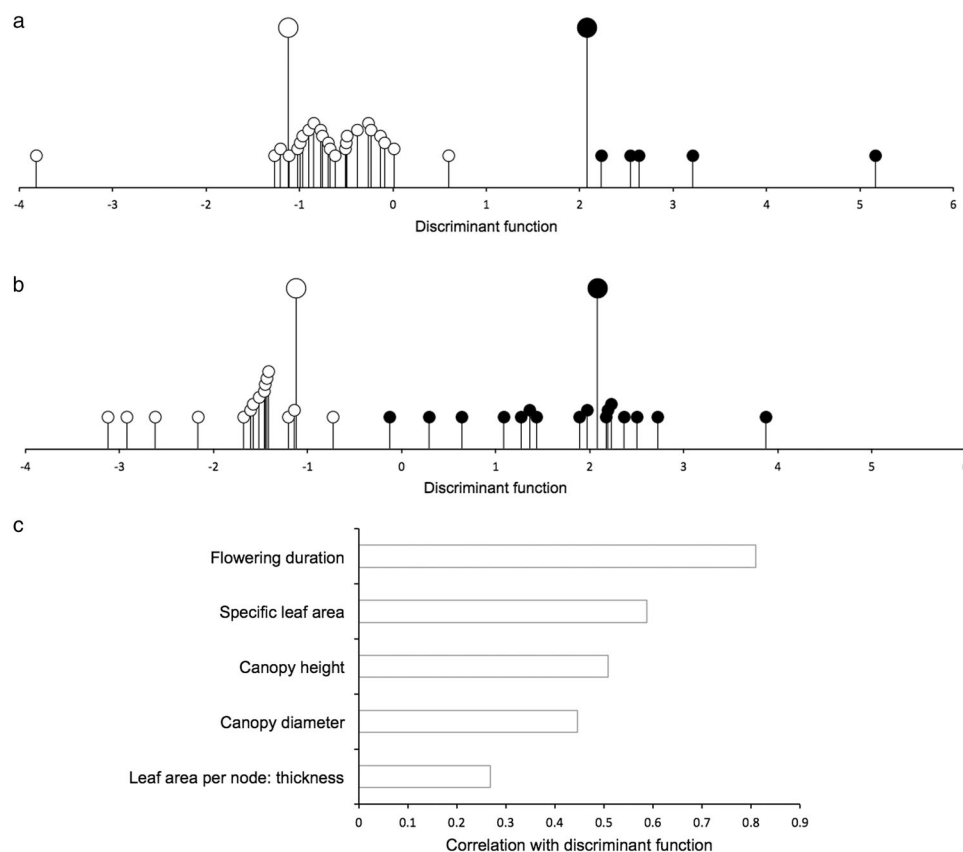 a
-4 -3 -2 -1 0 1 2 3 4 5 6
Discriminant function
b
-4 -3 -2 -1 0 1 2 3 4 5
Discriminant function
c
Flowering duration
Specific leaf area
Canopy height
Canopy diameter
Leaf area per node: thickness
0 0.1 0.2 0.3 0.4 0.5 0.6 0.7 0.8 0.9
Correlation with discriminant function